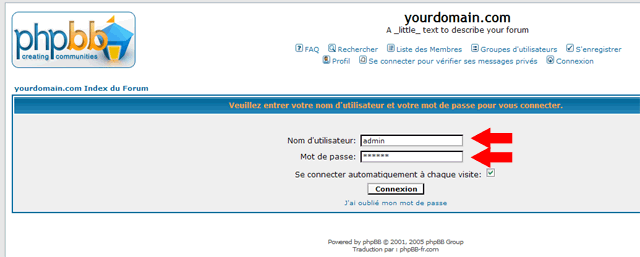 yourdomain.com
A _little_ text to describe your forum
phpBB
creating communities
FAQ Rechercher Liste des Membres Groupes d'utilisateurs S'enregistrer
Profil Se connecter pour vérifier ses messages privés Connexion
yourdomain.com Index du Forum
Veuillez entrer votre nom d'utilisateur et votre mot de passe pour vous connecter.
Nom d'utilisateur: admin
Mot de passe: ******
Se connecter automatiquement à chaque visite:
Connexion
J'ai oublié mon mot de passe
Powered by phpBB © 2001, 2005 phpBB Group
Traduction par : phpBB-fr.com